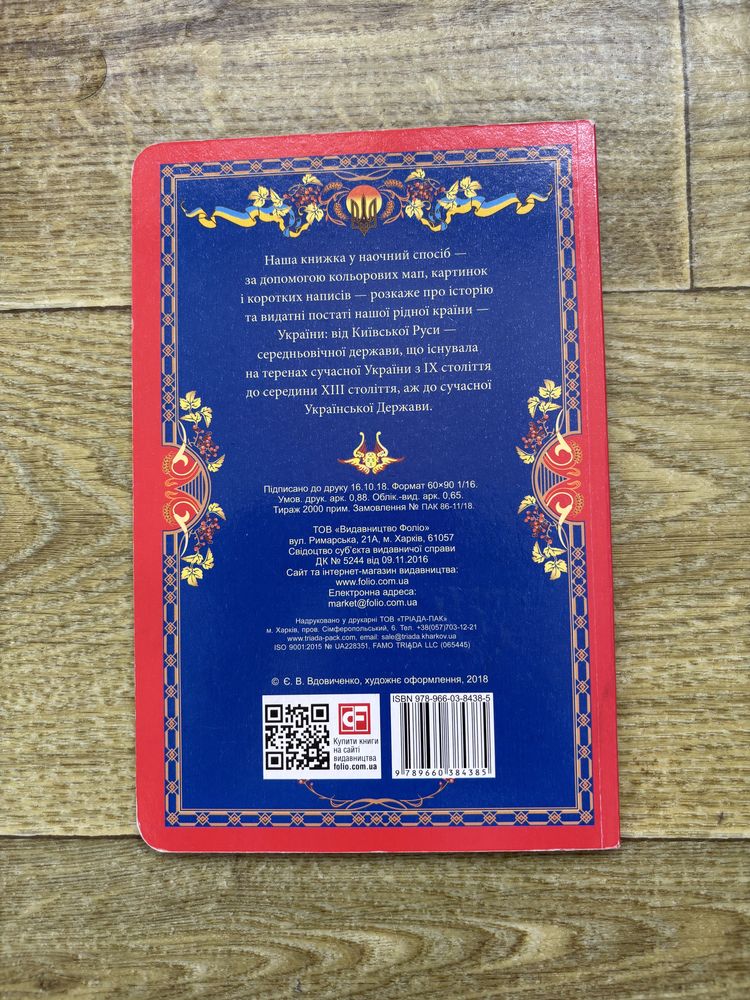 Наша книжка у наочний спосіб —
за допомогою кольорових мап, картинок
і коротких написів — розкаже про історію
та видатні постаті нашої рідної країни —
України: від Київської Руси —
середньовічної держави, що існувала
на теренах сучасної України з IX століття
до середини XIII століття, аж до сучасної
Української Держави.
Підписано до друку 16.10.18. Формат 60×90 1/16.
Умов. друк. арк. 0,88. Облік.-вид. арк. 0,65.
Тираж 2000 прим. Замовлення № ПАК 86-11/18.
ТОВ «Видавництво Фоліо»
вул. Римарська, 21А, м. Харків, 61057
Свідоцтво суб'єкта видавничої справи
ДК № 5244 від 09.11.2016
Сайт та інтернет-магазин видавництва:
www.folio.com.ua
Електронна адреса:
market@folio.com.ua
Надруковано у друкарні ТОВ «ТРІАДА-ПАК»
м. Харків, пров. Сімферопольський, 6. Тел. +38(057)703-12-21
www.triada-pack.com, email: sale@triada.kharkov.ua
ISO 9001:2015 № UA228351, FAMO TRIADA LLC (065445)
© Є. В. Вдовиченко, художнє оформлення, 2018
Купити книги
на сайті
видавництва
folio.com.ua
ISBN 978-966-03-8438-5
9 789660 384385